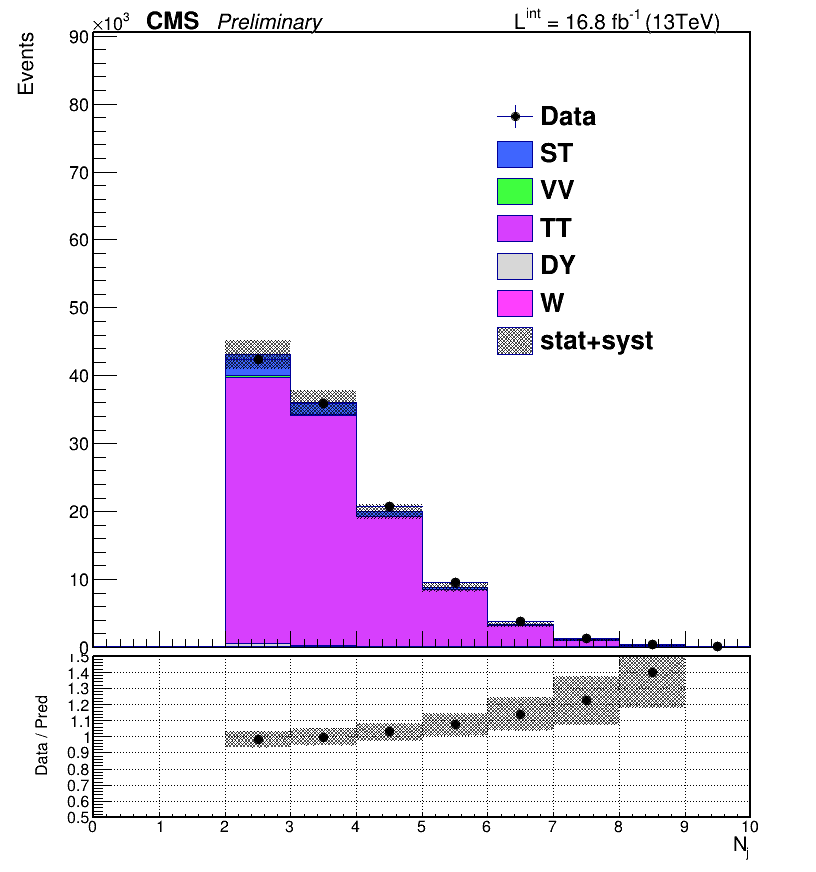 ×10³ CMS Preliminary L^int = 16.8 fb⁻¹ (13TeV)
Events
90
80
70
60
50
40
30
20
10
0
Data
ST
VV
TT
DY
W
stat+syst
Data / Pred
1.5
1.4
1.3
1.2
1.1
1
0.9
0.8
0.7
0.6
0.5
0 1 2 3 4 5 6 7 8 9 10
N_j